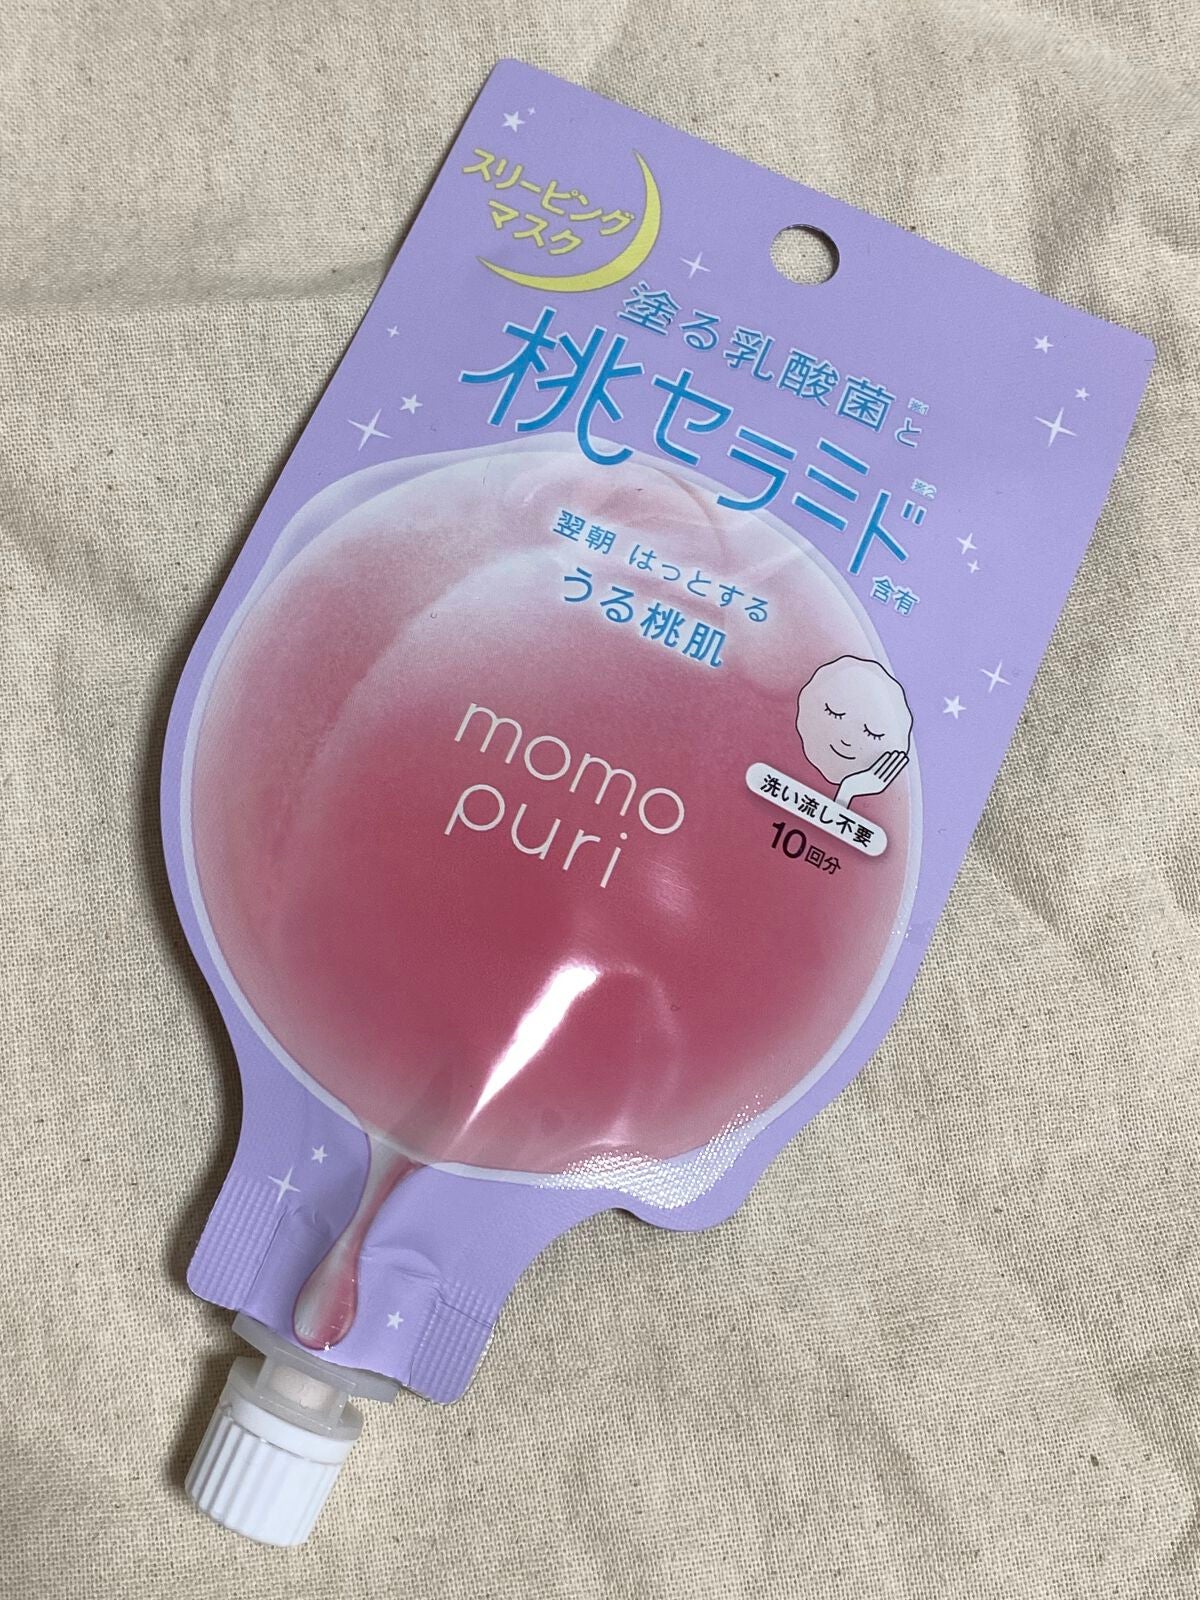 スリーピング
マスク
塗る乳酸菌と
桃セラミド
含有
翌朝 はっとする
うる桃肌
momo
puri
洗い流し不要
10回分